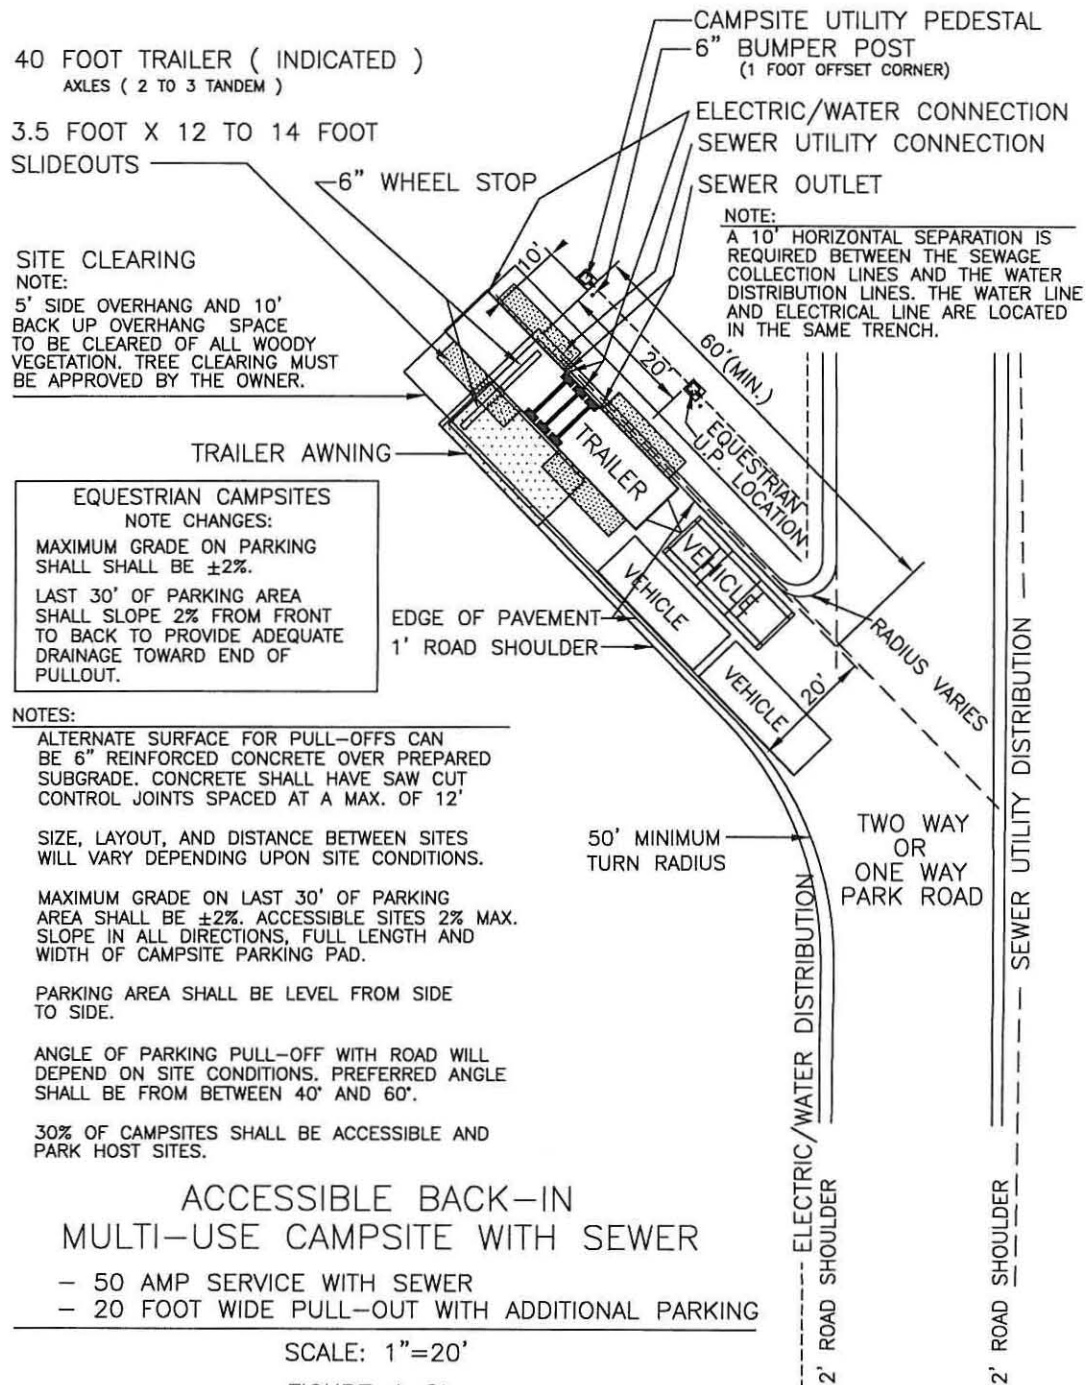 CAMPSITE UTILITY PEDESTAL
6" BUMPER POST
(1 FOOT OFFSET CORNER)
40 FOOT TRAILER ( INDICATED )
AXLES ( 2 TO 3 TANDEM )
ELECTRIC/WATER CONNECTION
3.5 FOOT X 12 TO 14 FOOT
SLIDEOUTS
SEWER UTILITY CONNECTION
6" WHEEL STOP
SEWER OUTLET
NOTE:
A 10' HORIZONTAL SEPARATION IS
REQUIRED BETWEEN THE SEWAGE
COLLECTION LINES AND THE WATER
DISTRIBUTION LINES. THE WATER LINE
AND ELECTRICAL LINE ARE LOCATED
IN THE SAME TRENCH.
SITE CLEARING
NOTE:
5' SIDE OVERHANG AND 10'
BACK UP OVERHANG SPACE
TO BE CLEARED OF ALL WOODY
VEGETATION. TREE CLEARING MUST
BE APPROVED BY THE OWNER.
10'
60'(MIN.)
20'
EQUESTRIAN
U.P. LOCATION
TRAILER AWNING
TRAILER
EQUESTRIAN CAMPSITES
NOTE CHANGES:
MAXIMUM GRADE ON PARKING
SHALL SHALL BE ±2%.
LAST 30' OF PARKING AREA
SHALL SLOPE 2% FROM FRONT
TO BACK TO PROVIDE ADEQUATE
DRAINAGE TOWARD END OF
PULLOUT.
VEHICLE
VEHICLE
VEHICLE
EDGE OF PAVEMENT
1' ROAD SHOULDER
20'
RADIUS VARIES
NOTES:
ALTERNATE SURFACE FOR PULL-OFFS CAN
BE 6" REINFORCED CONCRETE OVER PREPARED
SUBGRADE. CONCRETE SHALL HAVE SAW CUT
CONTROL JOINTS SPACED AT A MAX. OF 12'
SIZE, LAYOUT, AND DISTANCE BETWEEN SITES
WILL VARY DEPENDING UPON SITE CONDITIONS.
MAXIMUM GRADE ON LAST 30' OF PARKING
AREA SHALL BE ±2%. ACCESSIBLE SITES 2% MAX.
SLOPE IN ALL DIRECTIONS, FULL LENGTH AND
WIDTH OF CAMPSITE PARKING PAD.
PARKING AREA SHALL BE LEVEL FROM SIDE
TO SIDE.
ANGLE OF PARKING PULL-OFF WITH ROAD WILL
DEPEND ON SITE CONDITIONS. PREFERRED ANGLE
SHALL BE FROM BETWEEN 40° AND 60°.
30% OF CAMPSITES SHALL BE ACCESSIBLE AND
PARK HOST SITES.
50' MINIMUM
TURN RADIUS
TWO WAY
OR
ONE WAY
PARK ROAD
SEWER UTILITY DISTRIBUTION
ELECTRIC/WATER DISTRIBUTION
2' ROAD SHOULDER
2' ROAD SHOULDER
ACCESSIBLE BACK-IN
MULTI-USE CAMPSITE WITH SEWER
- 50 AMP SERVICE WITH SEWER
- 20 FOOT WIDE PULL-OUT WITH ADDITIONAL PARKING
SCALE: 1"=20'